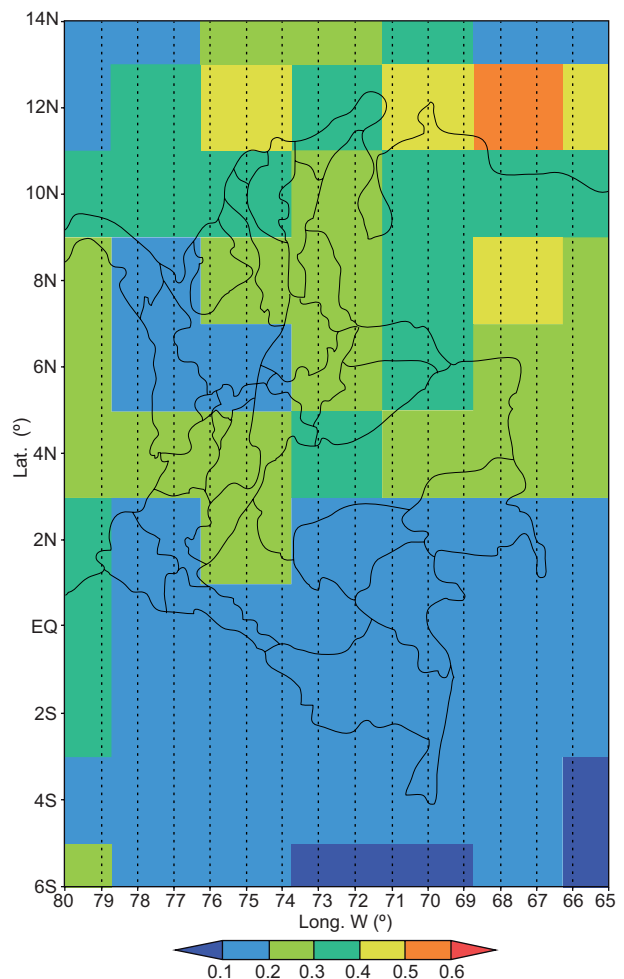 14N
12N
10N
8N
6N
4N
2N
EQ
2S
4S
6S
Lat. (º)
80 79 78 77 76 75 74 73 72 71 70 69 68 67 66 65
Long. W (º)
0.1 0.2 0.3 0.4 0.5 0.6